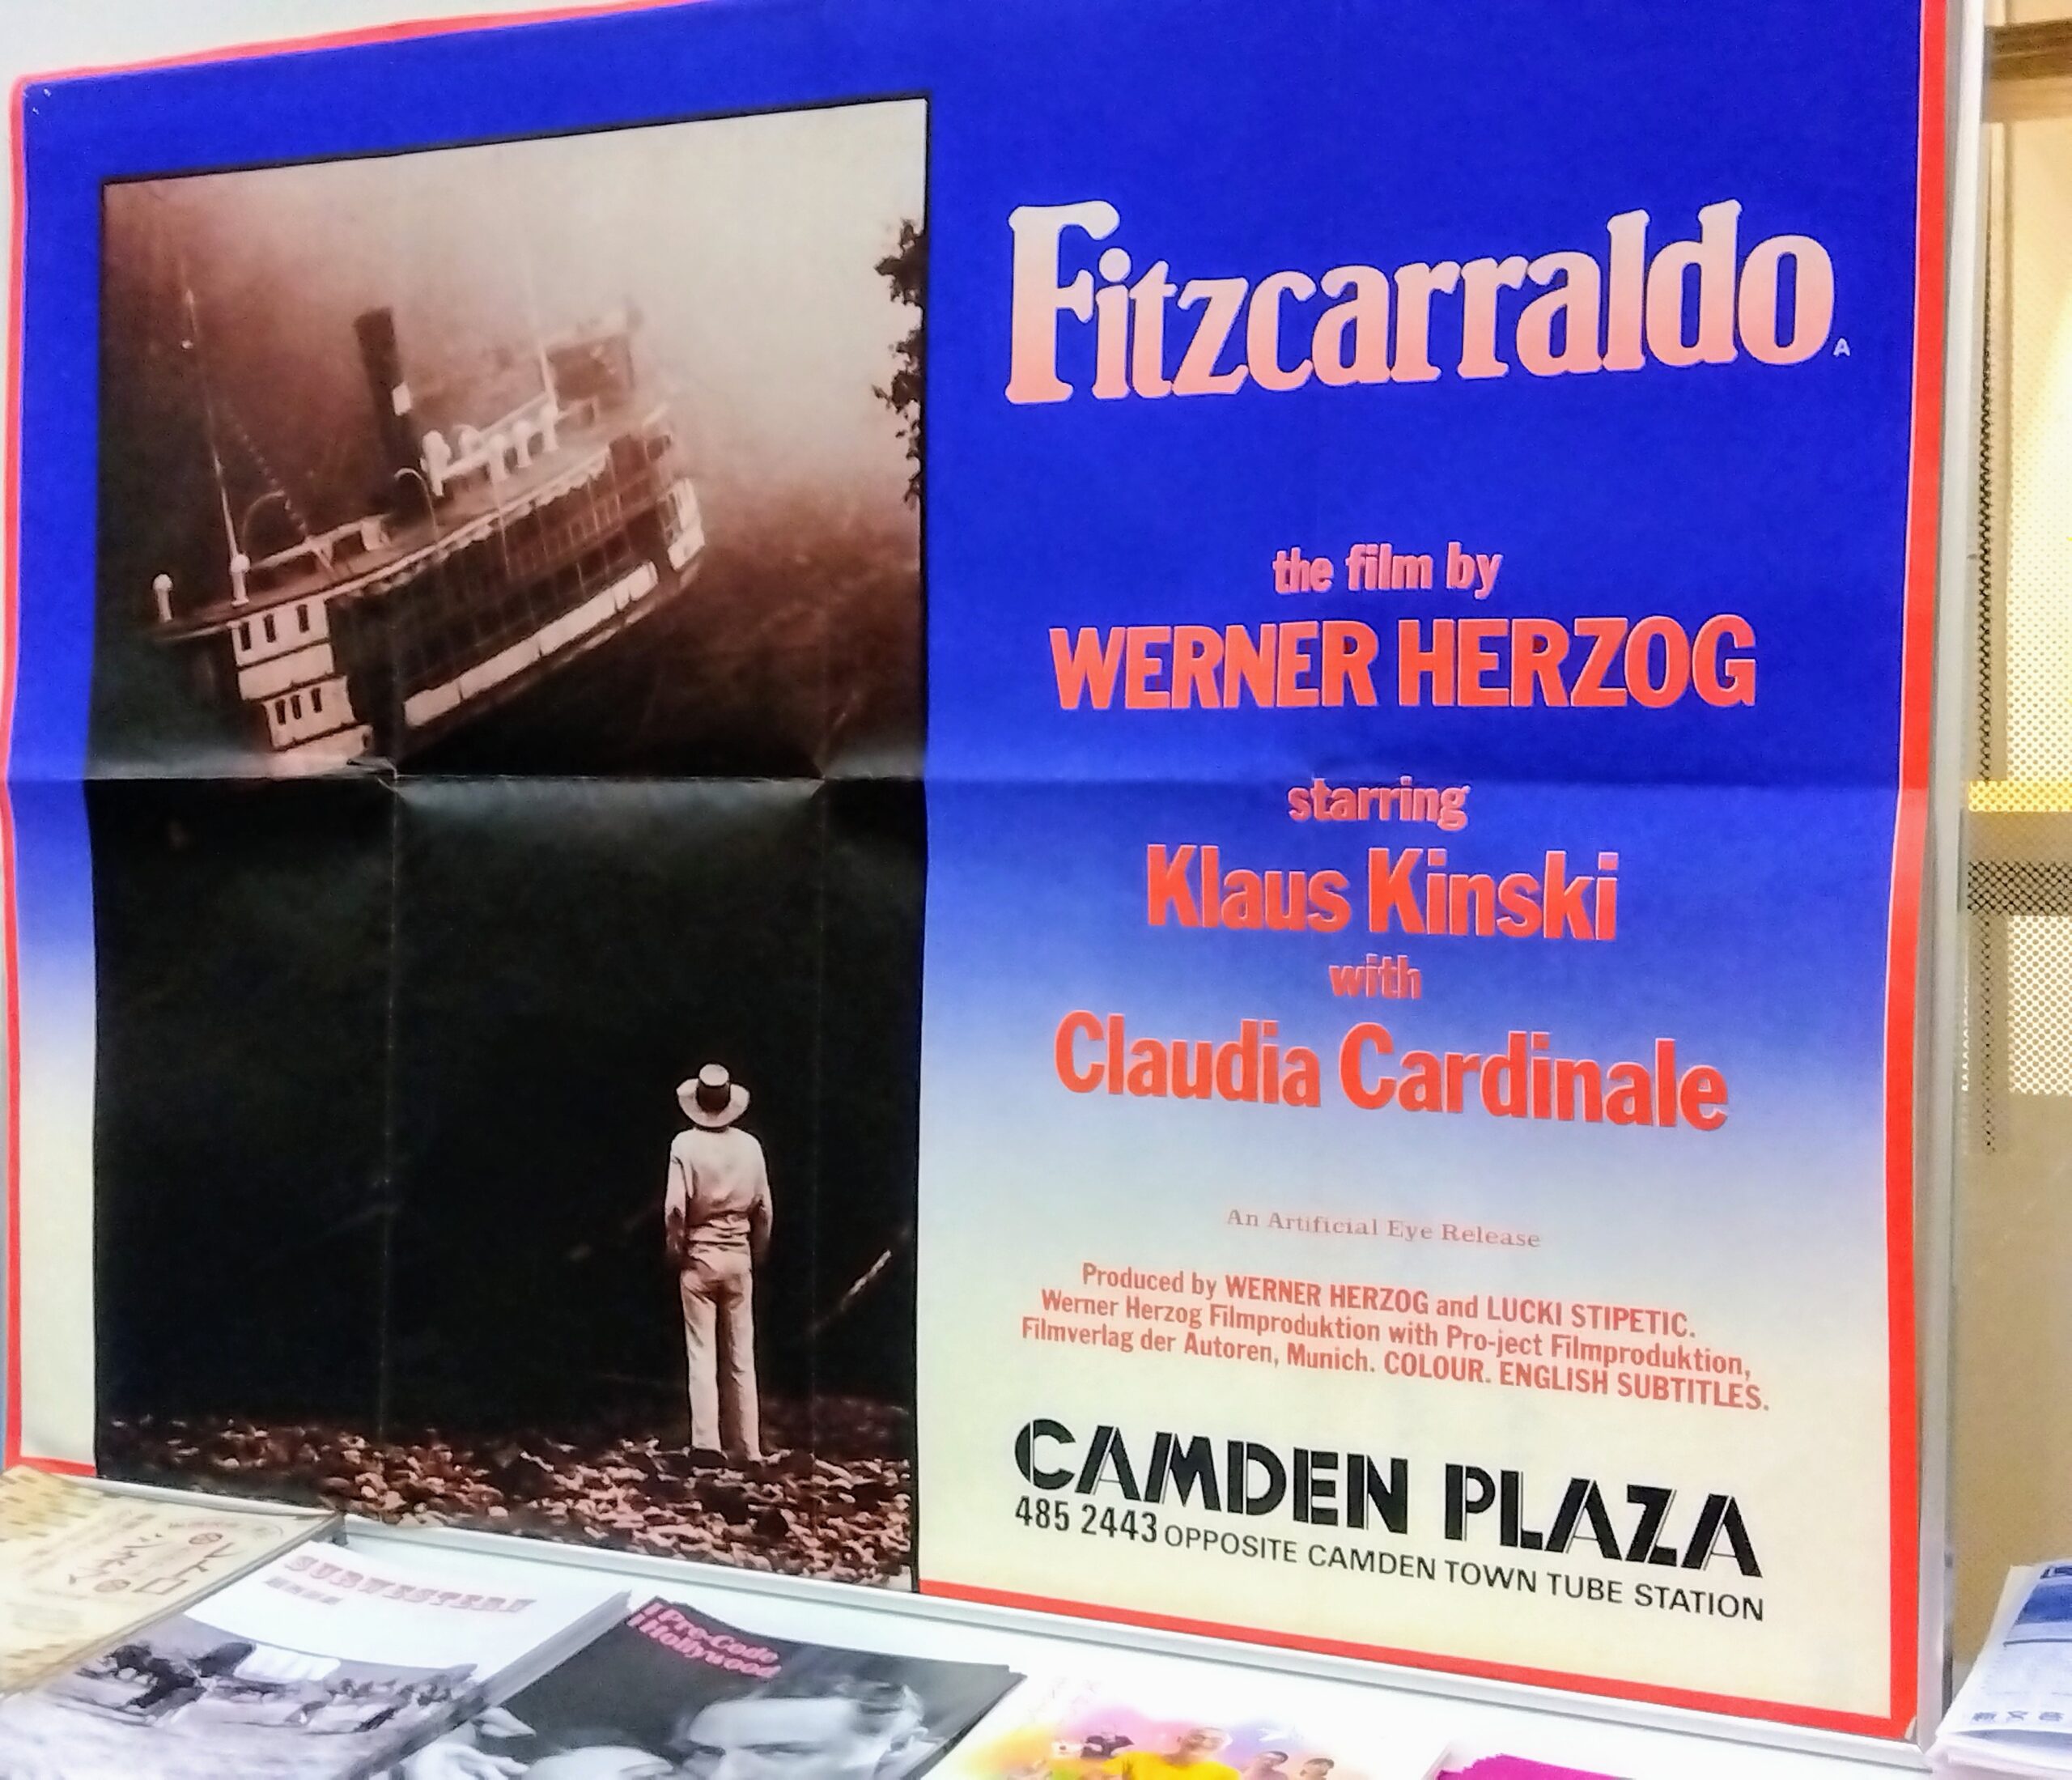 Fitzcarraldo A
the film by
WERNER HERZOG
starring
Klaus Kinski
with
Claudia Cardinale
An Artificial Eye Release
Produced by WERNER HERZOG and LUCKI STIPETIC.
Werner Herzog Filmproduktion with Pro-ject Filmproduktion,
Filmverlag der Autoren, Munich. COLOUR. ENGLISH SUBTITLES.
CAMDEN PLAZA
485 2443 OPPOSITE CAMDEN TOWN TUBE STATION
Pre-Code
Hollywood